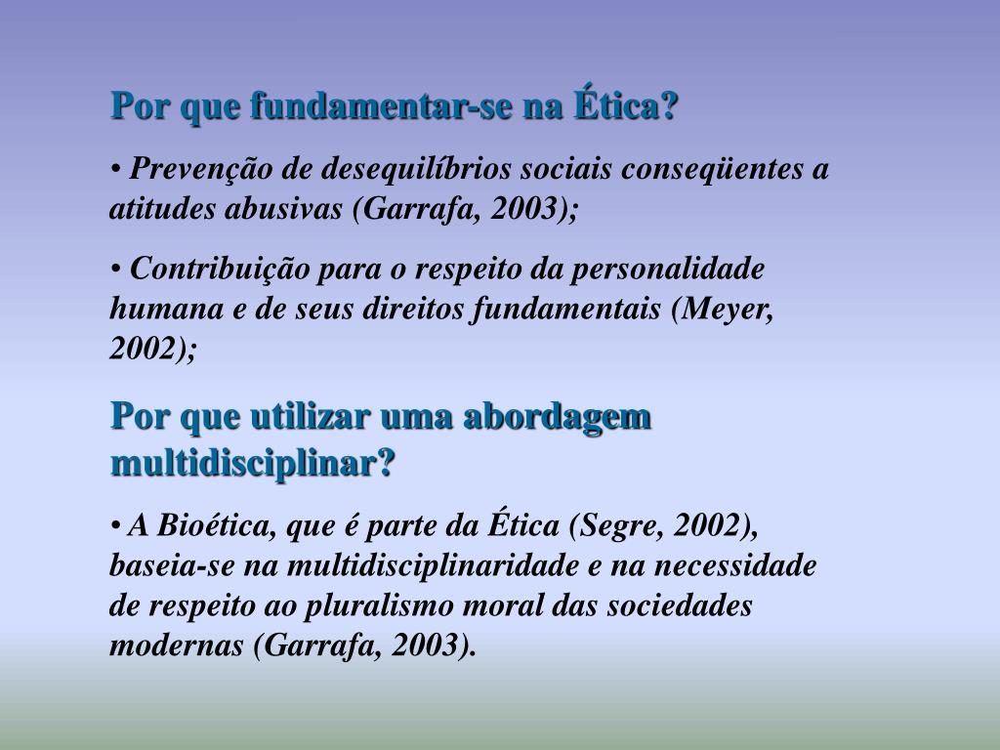 Por que fundamentar-se na Ética?
• Prevenção de desequilíbrios sociais conseqüentes a
atitudes abusivas (Garrafa, 2003);
• Contribuição para o respeito da personalidade
humana e de seus direitos fundamentais (Meyer,
2002);
Por que utilizar uma abordagem
multidisciplinar?
• A Bioética, que é parte da Ética (Segre, 2002),
baseia-se na multidisciplinaridade e na necessidade
de respeito ao pluralismo moral das sociedades
modernas (Garrafa, 2003).